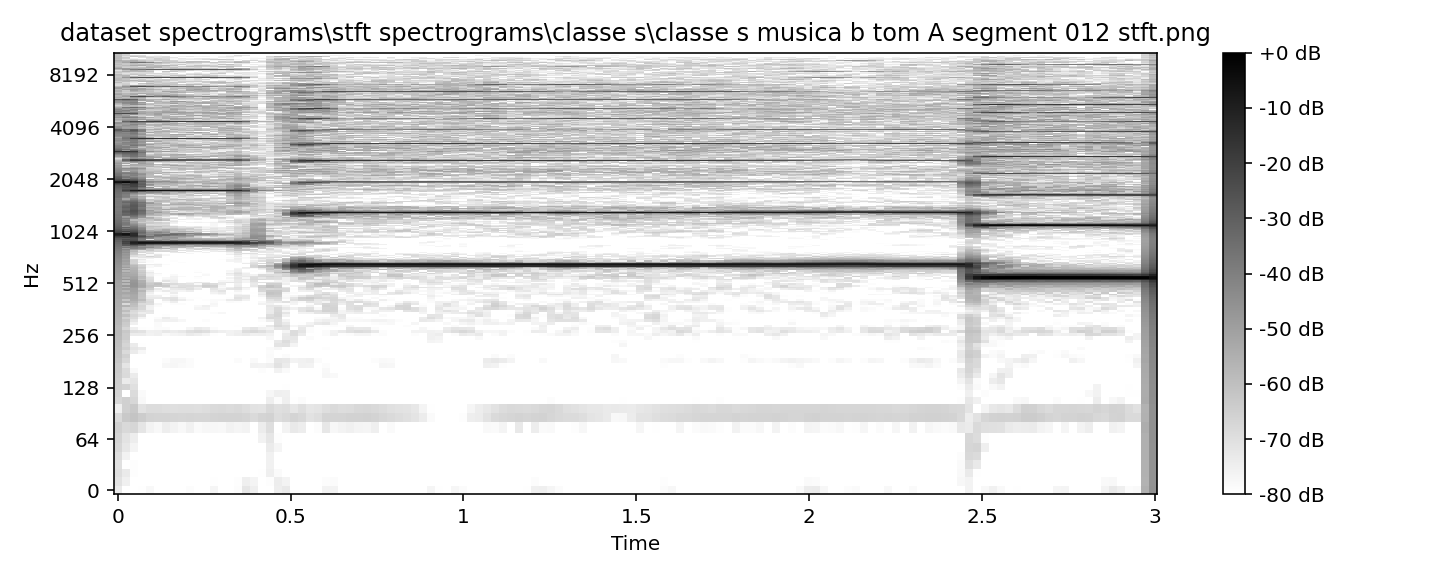 dataset spectrograms\stft spectrograms\classe s\classe s musica b tom A segment 012 stft.png
8192
4096
2048
1024
512
256
128
64
0
Hz
0
0.5
1
1.5
2
2.5
3
Time
+0 dB
-10 dB
-20 dB
-30 dB
-40 dB
-50 dB
-60 dB
-70 dB
-80 dB